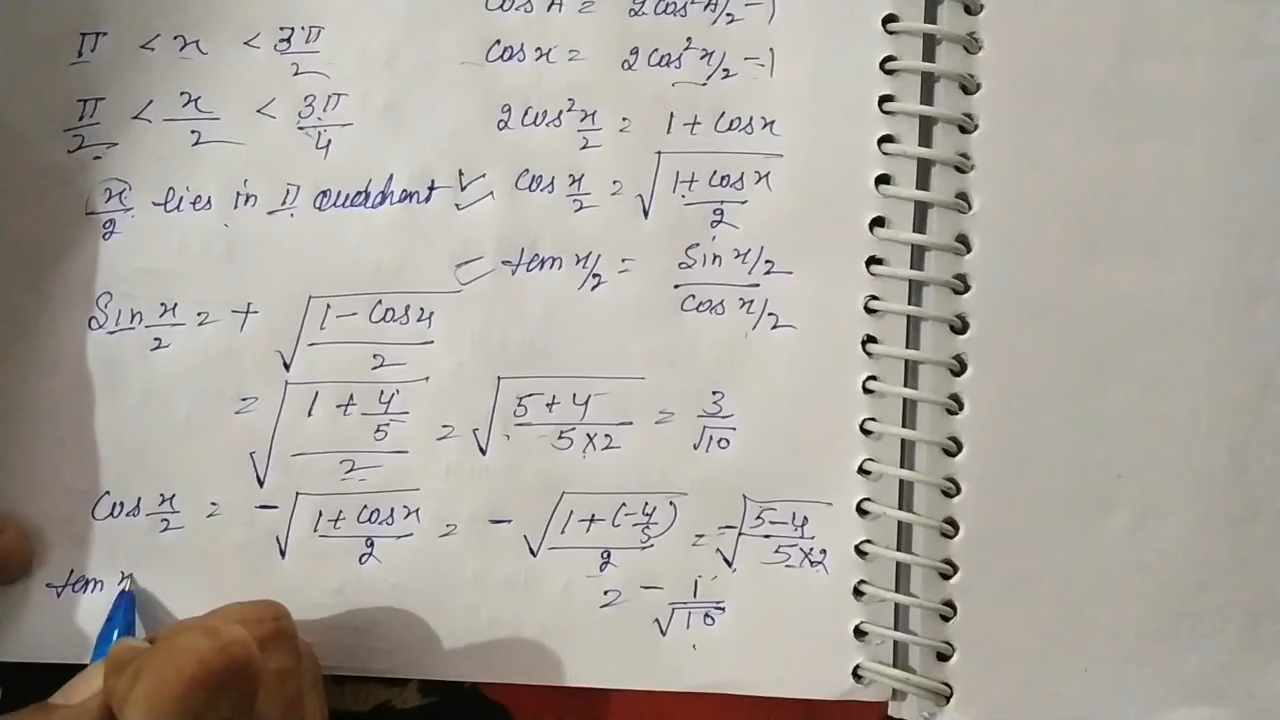 cos A = 2cos² A/2 - 1
π < x < 3π/2
cos x = 2cos² x/2 - 1
π/2 < x/2 < 3π/4
2cos² x/2 = 1 + cos x
x/2 lies in II quadrant
cos x/2 = √((1 + cos x)/2)
tan x/2 = (Sin x/2)/(cos x/2)
Sin x/2 = + √((1 - cos x)/2)
= √((1 + 4/5)/2) = √((5 + 4)/(5×2)) = 3/√10
Cos x/2 = -√((1 + cos x)/2) = -√((1 + (-4/5))/2) = -√((5 - 4)/(5×2))
= - 1/√10
tan x